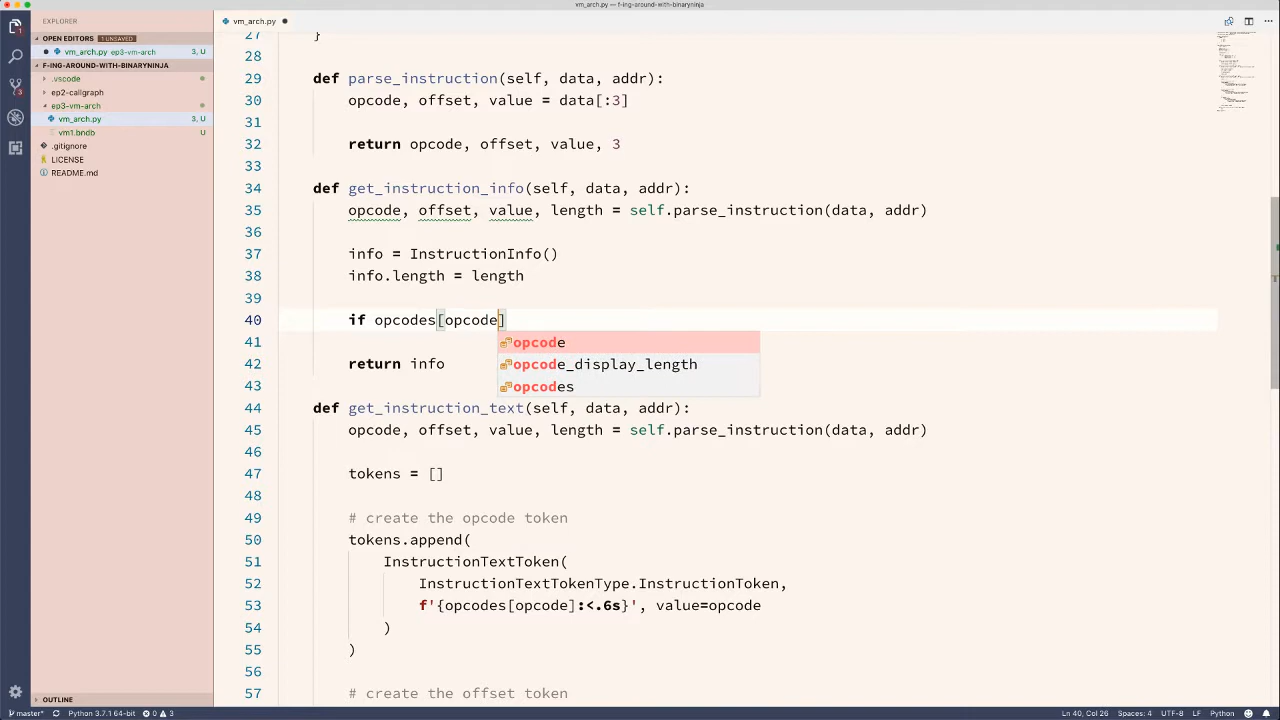 vm_arch.py — f-ing-around-with-binaryninja
EXPLORER
OPEN EDITORS 1 UNSAVED
vm_arch.py ep3-vm-arch 3, U
F-ING-AROUND-WITH-BINARYNINJA
.vscode
ep2-callgraph
ep3-vm-arch
vm_arch.py 3, U
vm1.bndb U
.gitignore
LICENSE
README.md
OUTLINE
vm_arch.py
27 }
28
29 def parse_instruction(self, data, addr):
30 opcode, offset, value = data[:3]
31
32 return opcode, offset, value, 3
33
34 def get_instruction_info(self, data, addr):
35 opcode, offset, value, length = self.parse_instruction(data, addr)
36
37 info = InstructionInfo()
38 info.length = length
39
40 if opcodes[opcode]
opcode
41
opcode_display_length
42 return info
opcodes
43
44 def get_instruction_text(self, data, addr):
45 opcode, offset, value, length = self.parse_instruction(data, addr)
46
47 tokens = []
48
49 # create the opcode token
50 tokens.append(
51 InstructionTextToken(
52 InstructionTextTokenType.InstructionToken,
53 f'{opcodes[opcode]:<.6s}', value=opcode
54 )
55 )
56
57 # create the offset token
master* Python 3.7.1 64-bit 0 3 Ln 40, Col 26 Spaces: 4 UTF-8 LF Python